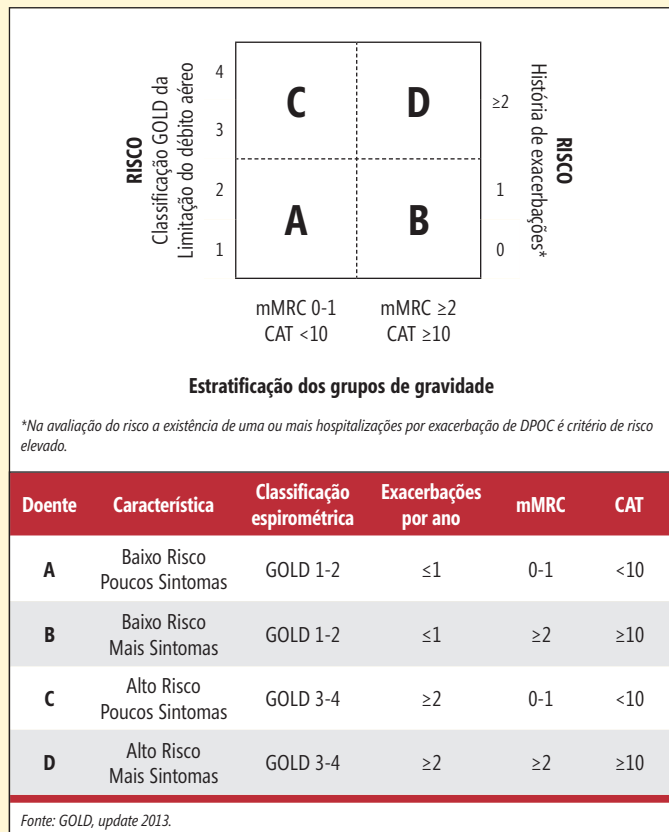 RISCO
Classificação GOLD da
Limitação do débito aéreo
4
3
2
1
C
D
A
B
≥2
1
0
História de exacerbações*
RISCO
mMRC 0-1
CAT <10
mMRC ≥2
CAT ≥10
Estratificação dos grupos de gravidade
*Na avaliação do risco a existência de uma ou mais hospitalizações por exacerbação de DPOC é critério de risco
elevado.
Doente Característica Classificação espirométrica Exacerbações por ano mMRC CAT
A Baixo Risco Poucos Sintomas GOLD 1-2 ≤1 0-1 <10
B Baixo Risco Mais Sintomas GOLD 1-2 ≤1 ≥2 ≥10
C Alto Risco Poucos Sintomas GOLD 3-4 ≥2 0-1 <10
D Alto Risco Mais Sintomas GOLD 3-4 ≥2 ≥2 ≥10
Fonte: GOLD, update 2013.